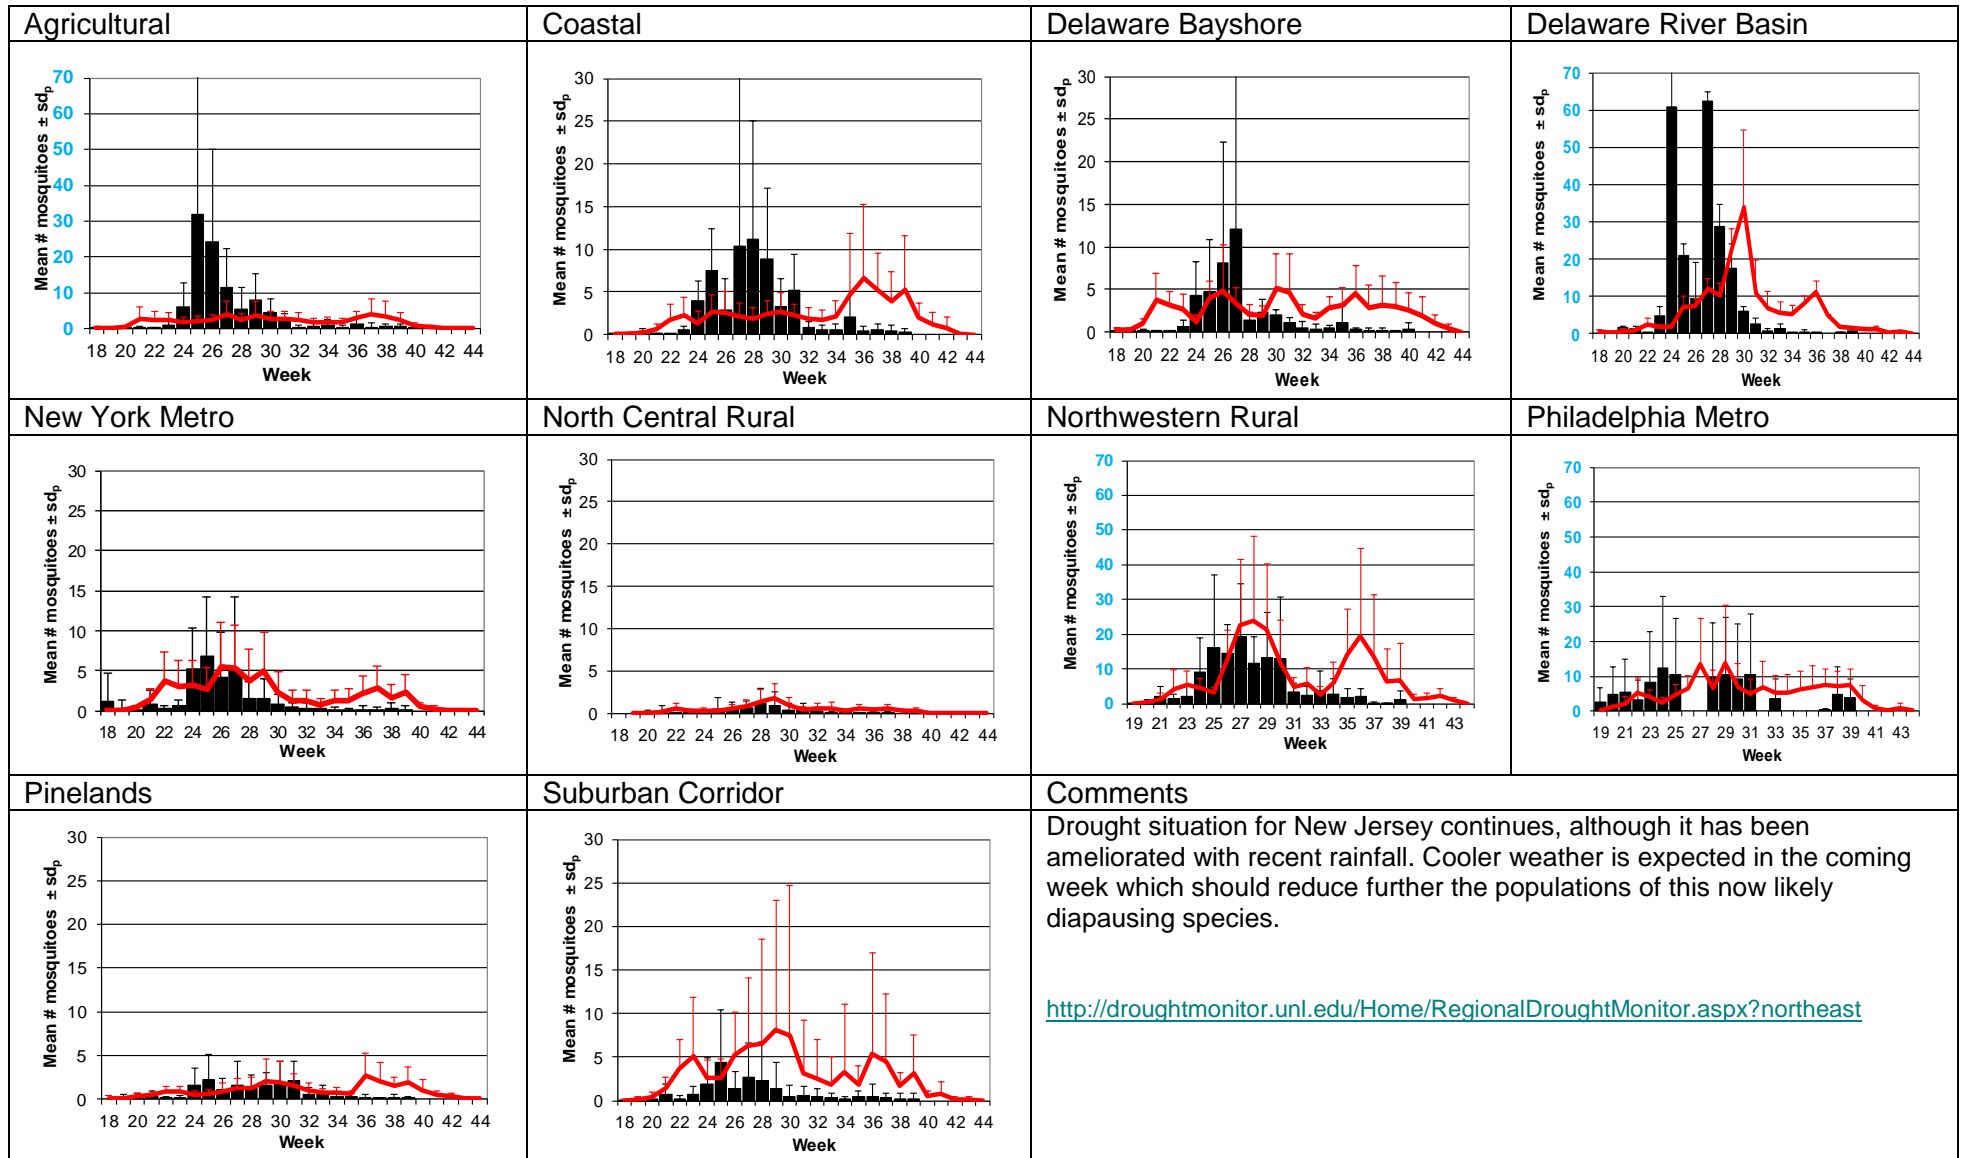 Agricultural
Mean # mosquitoes ± sdp
70
60
50
40
30
20
10
0
18 20 22 24 26 28 30 32 34 36 38 40 42 44
Week
Coastal
Mean # mosquitoes ± sdp
30
25
20
15
10
5
0
18 20 22 24 26 28 30 32 34 36 38 40 42 44
Week
Delaware Bayshore
Mean # mosquitoes ± sdp
30
25
20
15
10
5
0
18 20 22 24 26 28 30 32 34 36 38 40 42 44
Week
Delaware River Basin
Mean # mosquitoes ± sdp
70
60
50
40
30
20
10
0
18 20 22 24 26 28 30 32 34 36 38 40 42 44
Week
New York Metro
Mean # mosquitoes ± sdp
30
25
20
15
10
5
0
18 20 22 24 26 28 30 32 34 36 38 40 42 44
Week
North Central Rural
Mean # mosquitoes ± sdp
30
25
20
15
10
5
0
18 20 22 24 26 28 30 32 34 36 38 40 42 44
Week
Northwestern Rural
Mean # mosquitoes ± sdp
70
60
50
40
30
20
10
0
19 21 23 25 27 29 31 33 35 37 39 41 43
Week
Philadelphia Metro
Mean # mosquitoes ± sdp
70
60
50
40
30
20
10
0
19 21 23 25 27 29 31 33 35 37 39 41 43
Week
Pinelands
Mean # mosquitoes ± sdp
30
25
20
15
10
5
0
18 20 22 24 26 28 30 32 34 36 38 40 42 44
Week
Suburban Corridor
Mean # mosquitoes ± sdp
30
25
20
15
10
5
0
18 20 22 24 26 28 30 32 34 36 38 40 42 44
Week
Comments
Drought situation for New Jersey continues, although it has been
ameliorated with recent rainfall. Cooler weather is expected in the coming
week which should reduce further the populations of this now likely
diapausing species.
http://droughtmonitor.unl.edu/Home/RegionalDroughtMonitor.aspx?northeast